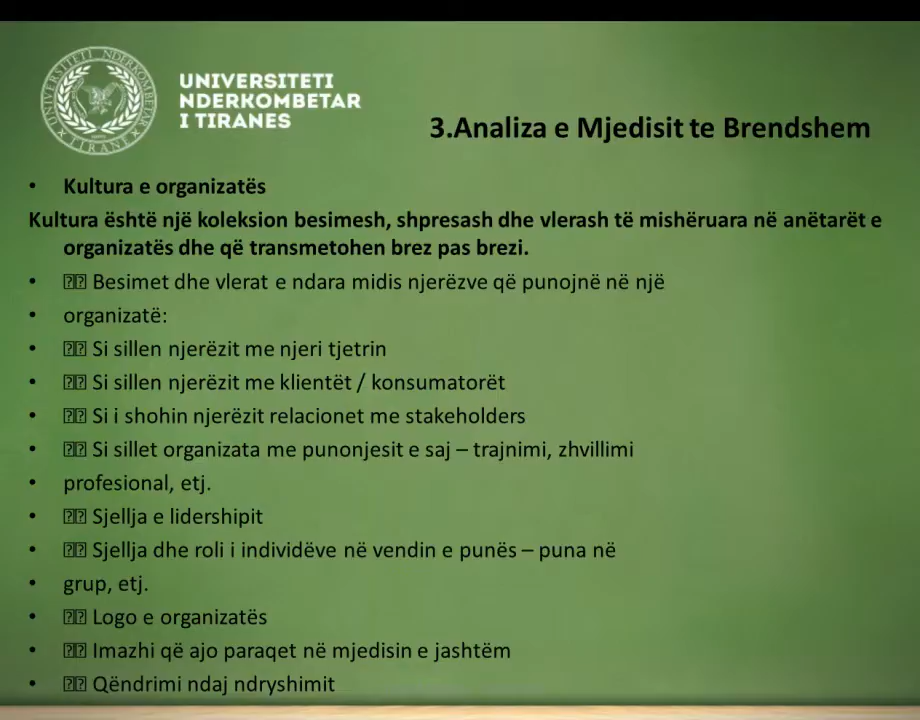 UNIVERSITETI NDERKOMBETAR
TIRANE
UNIVERSITETI
NDERKOMBETAR
I TIRANES
3.Analiza e Mjedisit te Brendshem
• Kultura e organizatës
Kultura është një koleksion besimesh, shpresash dhe vlerash të mishëruara në anëtarët e
organizatës dhe që transmetohen brez pas brezi.
• Besimet dhe vlerat e ndara midis njerëzve që punojnë në një
• organizatë:
• Si sillen njerëzit me njeri tjetrin
• Si sillen njerëzit me klientët / konsumatorët
• Si i shohin njerëzit relacionet me stakeholders
• Si sillet organizata me punonjesit e saj – trajnimi, zhvillimi
• profesional, etj.
• Sjellja e lidershipit
• Sjellja dhe roli i individëve në vendin e punës – puna në
• grup, etj.
• Logo e organizatës
• Imazhi që ajo paraqet në mjedisin e jashtëm
• Qëndrimi ndaj ndryshimit